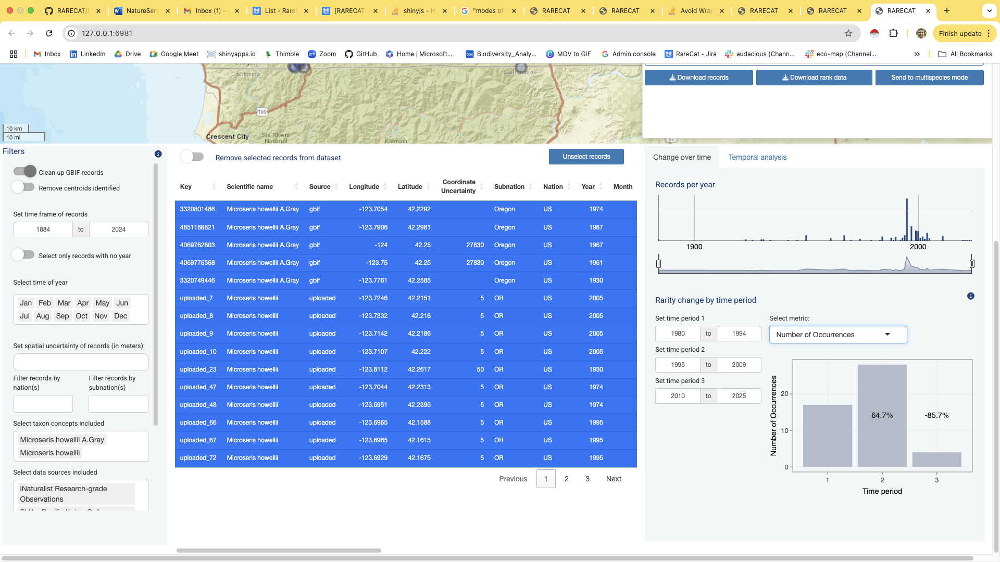 RARECAT/R
NatureServ
Inbox (1) -
List - Rare
[RARECAT-
shinyjs - H
"modes of
RARECAT
RARECAT
Avoid Wrap
RARECAT
RARECAT
RARECAT
127.0.0.1:6981
Finish update
Inbox
LinkedIn
Drive
Google Meet
shinyapps.io
Thimble
Zoom
GitHub
Home | Microsoft...
Biodiversity_Analy...
MOV to GIF
Admin console
RareCat - Jira
audacious (Chann...
eco-map (Channel...
All Bookmarks
Oregon
California
California
199
Crescent City
Six Rivers
National
Klamath
97
10 km
10 mi
Download records
Download rank data
Send to multispecies mode
Filters
Clean up GBIF records
Remove centroids identified
Set time frame of records
1884 to 2024
Select only records with no year
Select time of year
Jan Feb Mar Apr May Jun
Jul Aug Sep Oct Nov Dec
Set spatial uncertainty of records (in meters):
Filter records by nation(s)
Filter records by subnation(s)
Select taxon concepts included
Microseris howellii A.Gray
Microseris howellii
Select data sources included
iNaturalist Research-grade
Observations
Remove selected records from dataset
Unselect records
Key Scientific name Source Longitude Latitude Coordinate Uncertainty Subnation Nation Year Month
3320801486 Microseris howellii A.Gray gbif -123.7054 42.2292 Oregon US 1974
4851188821 Microseris howellii A.Gray gbif -123.7906 42.2981 Oregon US 1967
4069762803 Microseris howellii A.Gray gbif -124 42.25 27830 Oregon US 1967
4069776568 Microseris howellii A.Gray gbif -123.75 42.25 27830 Oregon US 1961
3320749446 Microseris howellii A.Gray gbif -123.7761 42.2585 Oregon US 1930
uploaded_7 Microseris howellii uploaded -123.7246 42.2151 5 OR US 2005
uploaded_8 Microseris howellii uploaded -123.7332 42.216 5 OR US 2005
uploaded_9 Microseris howellii uploaded -123.7142 42.2186 5 OR US 2005
uploaded_10 Microseris howellii uploaded -123.7107 42.222 5 OR US 2005
uploaded_23 Microseris howellii uploaded -123.8112 42.2617 50 OR US 1930
uploaded_47 Microseris howellii uploaded -123.7044 42.2313 5 OR US 1974
uploaded_48 Microseris howellii uploaded -123.6951 42.2396 5 OR US 1974
uploaded_66 Microseris howellii uploaded -123.6965 42.1588 5 OR US 1995
uploaded_67 Microseris howellii uploaded -123.6965 42.1615 5 OR US 1995
uploaded_72 Microseris howellii uploaded -123.6929 42.1675 5 OR US 1995
Previous 1 2 3 Next
Change over time
Temporal analysis
Records per year
1900 2000
Rarity change by time period
Set time period 1
1980 to 1994
Set time period 2
1995 to 2009
Set time period 3
2010 to 2025
Select metric:
Number of Occurrences
Number of Occurrences
20
10
0
64.7%
-85.7%
1 2 3
Time period